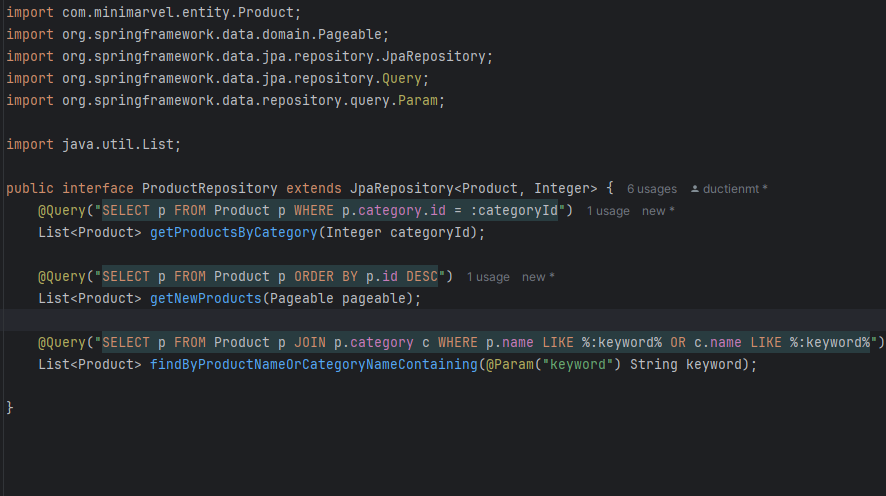 import com.minimarvel.entity.Product;
import org.springframework.data.domain.Pageable;
import org.springframework.data.jpa.repository.JpaRepository;
import org.springframework.data.jpa.repository.Query;
import org.springframework.data.repository.query.Param;
import java.util.List;
public interface ProductRepository extends JpaRepository<Product, Integer> { 6 usages ductienmt *
@Query("SELECT p FROM Product p WHERE p.category.id = :categoryId") 1 usage new *
List<Product> getProductsByCategory(Integer categoryId);
@Query("SELECT p FROM Product p ORDER BY p.id DESC") 1 usage new *
List<Product> getNewProducts(Pageable pageable);
@Query("SELECT p FROM Product p JOIN p.category c WHERE p.name LIKE %:keyword% OR c.name LIKE %:keyword%")
List<Product> findByProductNameOrCategoryNameContaining(@Param("keyword") String keyword);
}